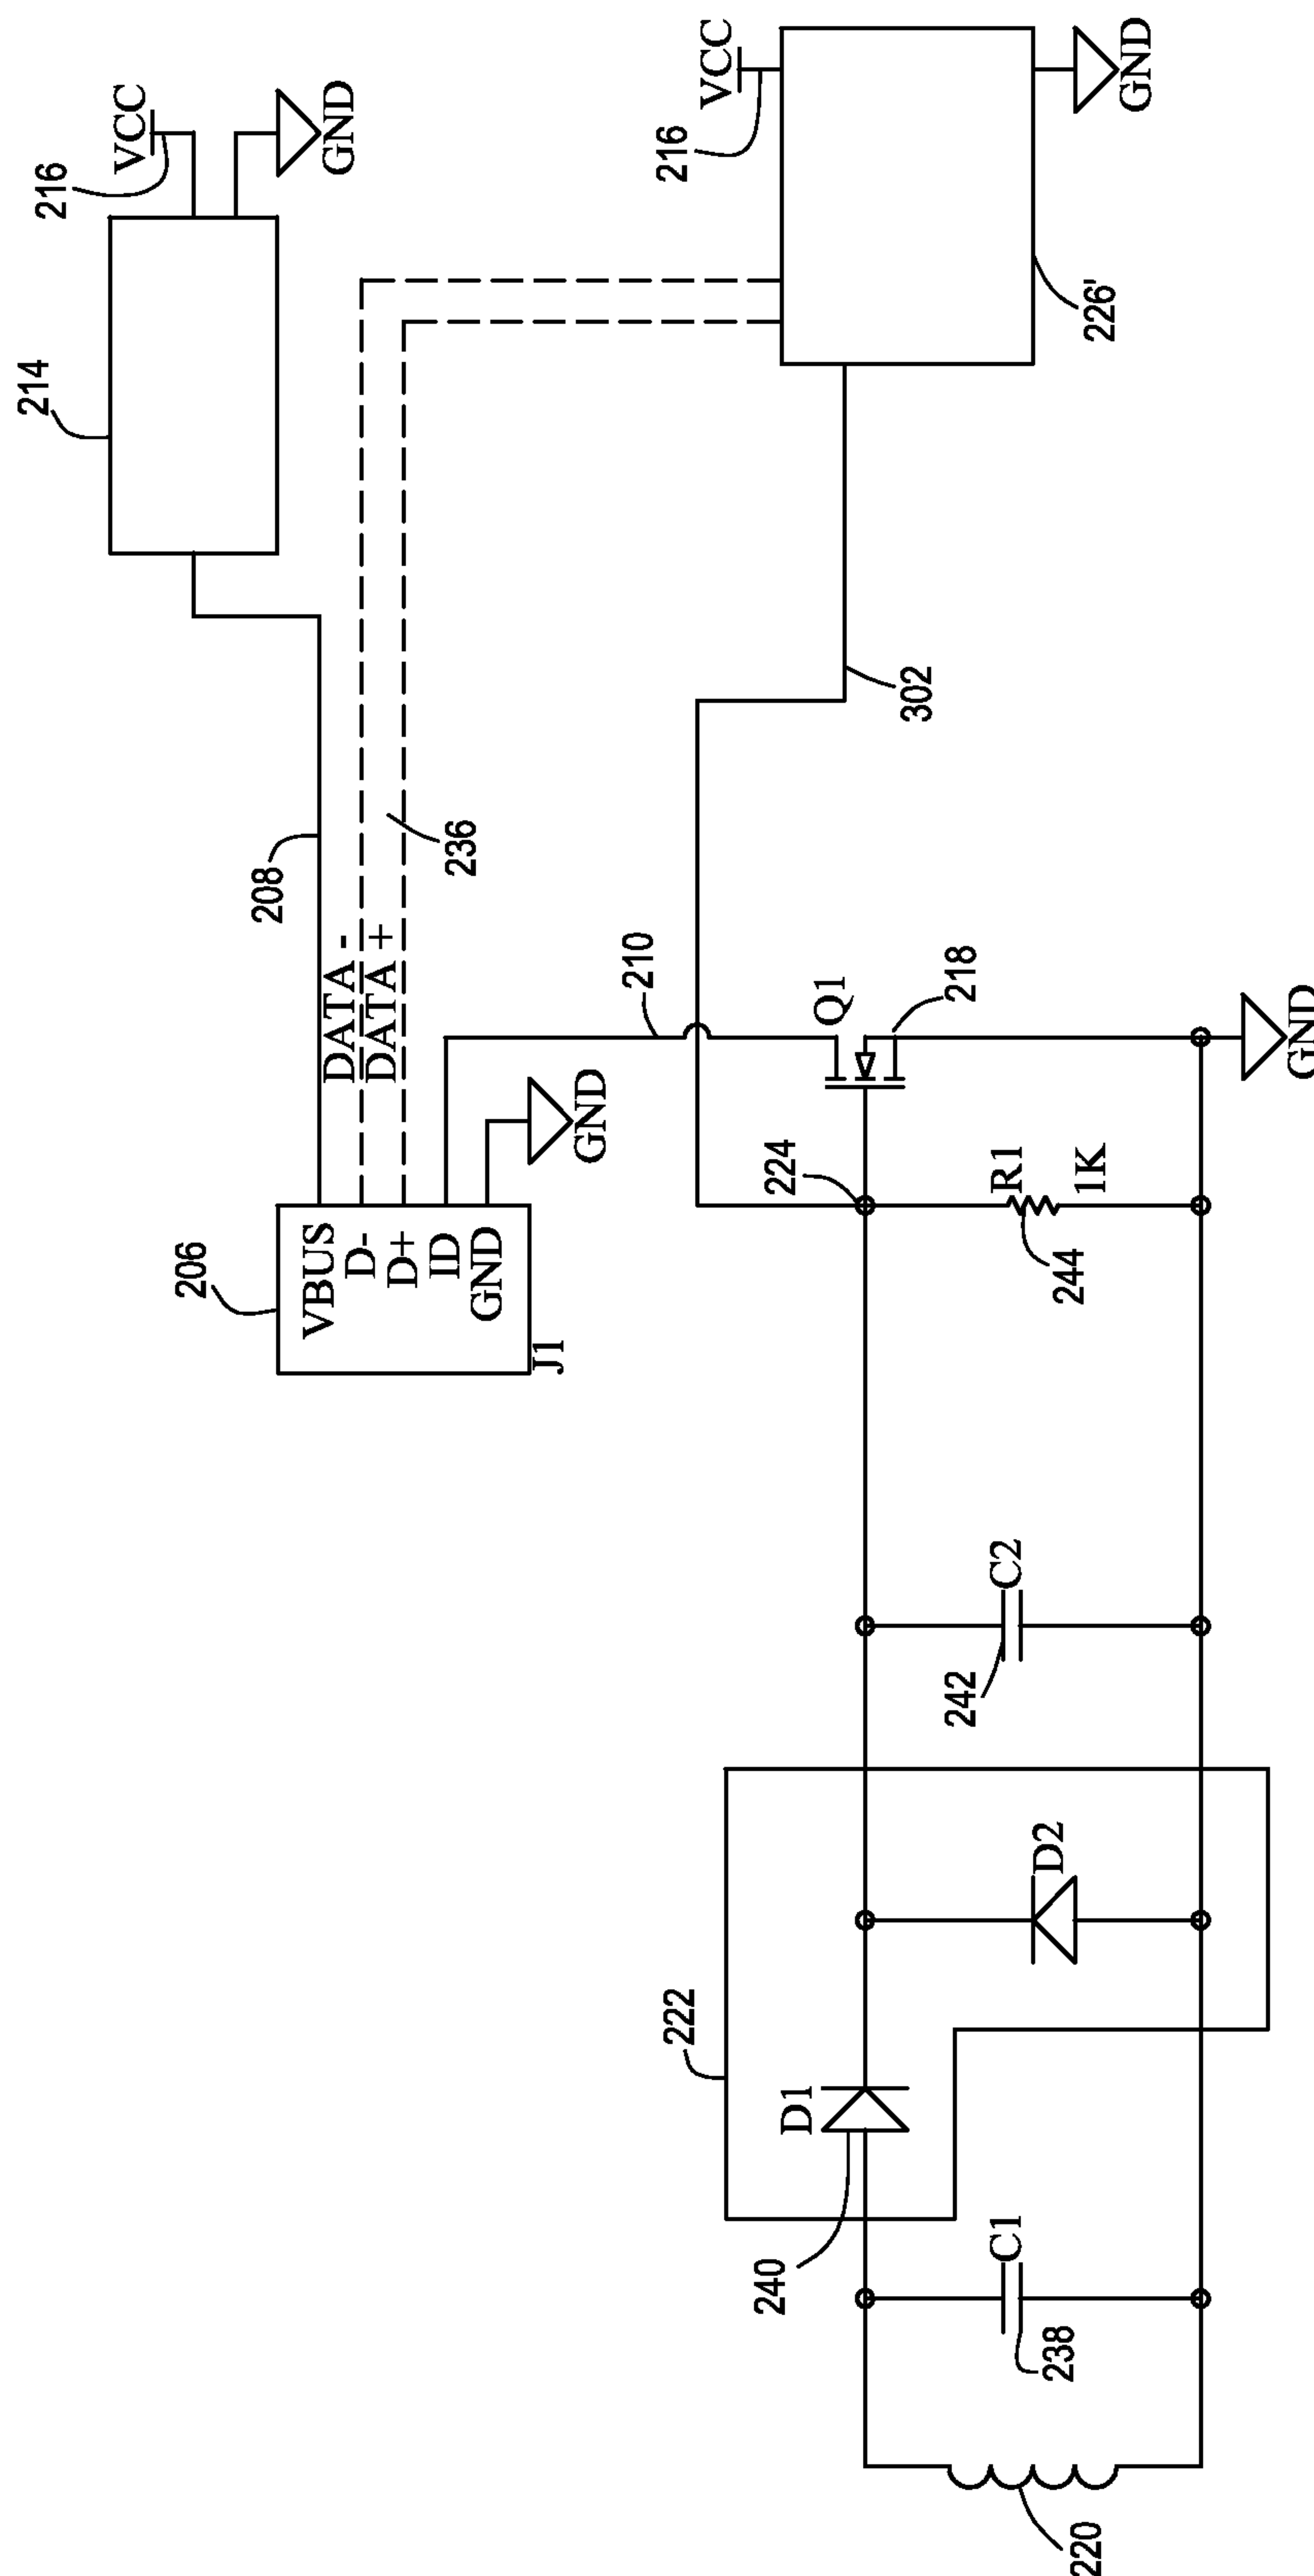 214
216
VCC
GND
206
208
VBUS
D-
D+
ID
GND
J1
DATA -
DATA +
236
GND
210
216
VCC
226'
GND
302
224
Q1
218
R1
1K
244
GND
C2
242
222
D1
D2
240
C1
238
220